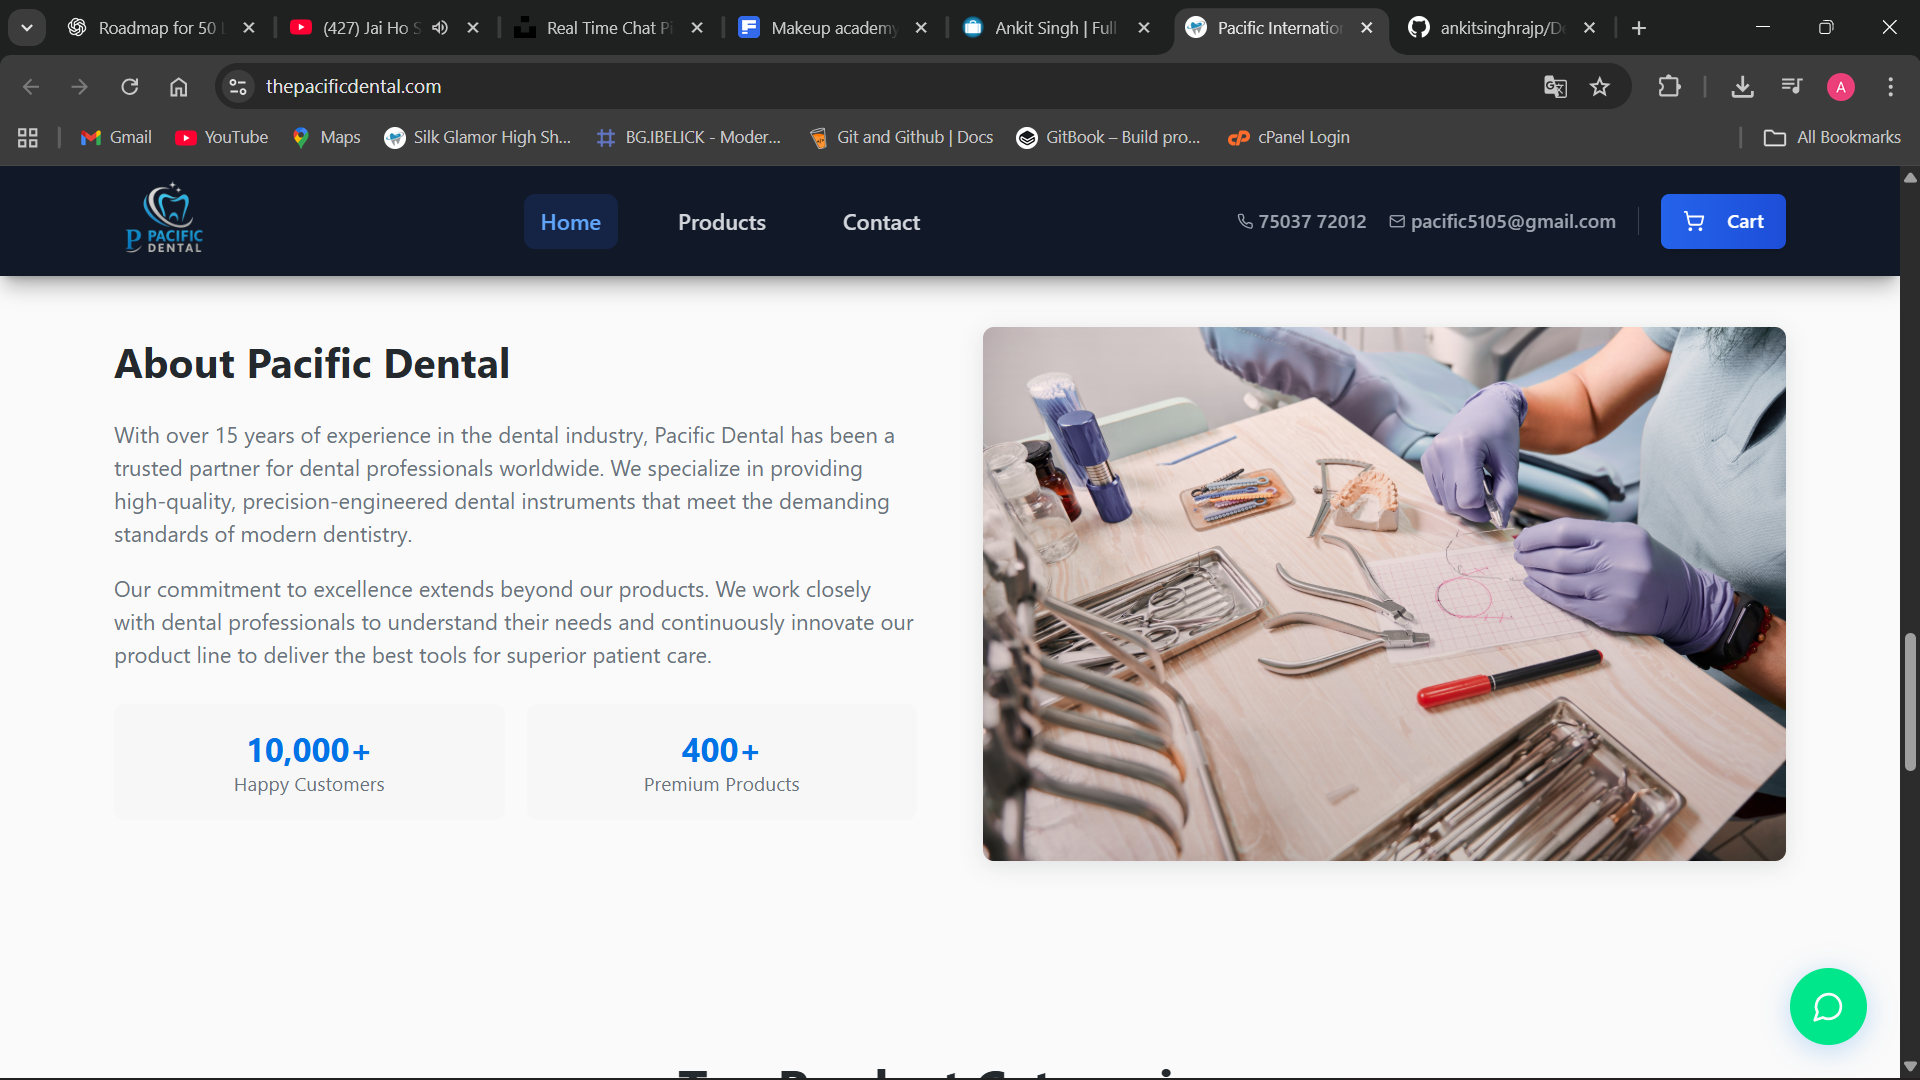 Roadmap for 50
(427) Jai Ho S
Real Time Chat Pi
Makeup academy
Ankit Singh | Full
Pacific Internatio
ankitsinghrajp/De
thepacificdental.com
A
Gmail
YouTube
Maps
Silk Glamor High Sh...
BG.IBELICK - Moder...
Git and Github | Docs
GitBook – Build pro...
cP cPanel Login
All Bookmarks
P PACIFIC
DENTAL
Home
Products
Contact
75037 72012
pacific5105@gmail.com
Cart
About Pacific Dental
With over 15 years of experience in the dental industry, Pacific Dental has been a
trusted partner for dental professionals worldwide. We specialize in providing
high-quality, precision-engineered dental instruments that meet the demanding
standards of modern dentistry.
Our commitment to excellence extends beyond our products. We work closely
with dental professionals to understand their needs and continuously innovate our
product line to deliver the best tools for superior patient care.
10,000+
Happy Customers
400+
Premium Products